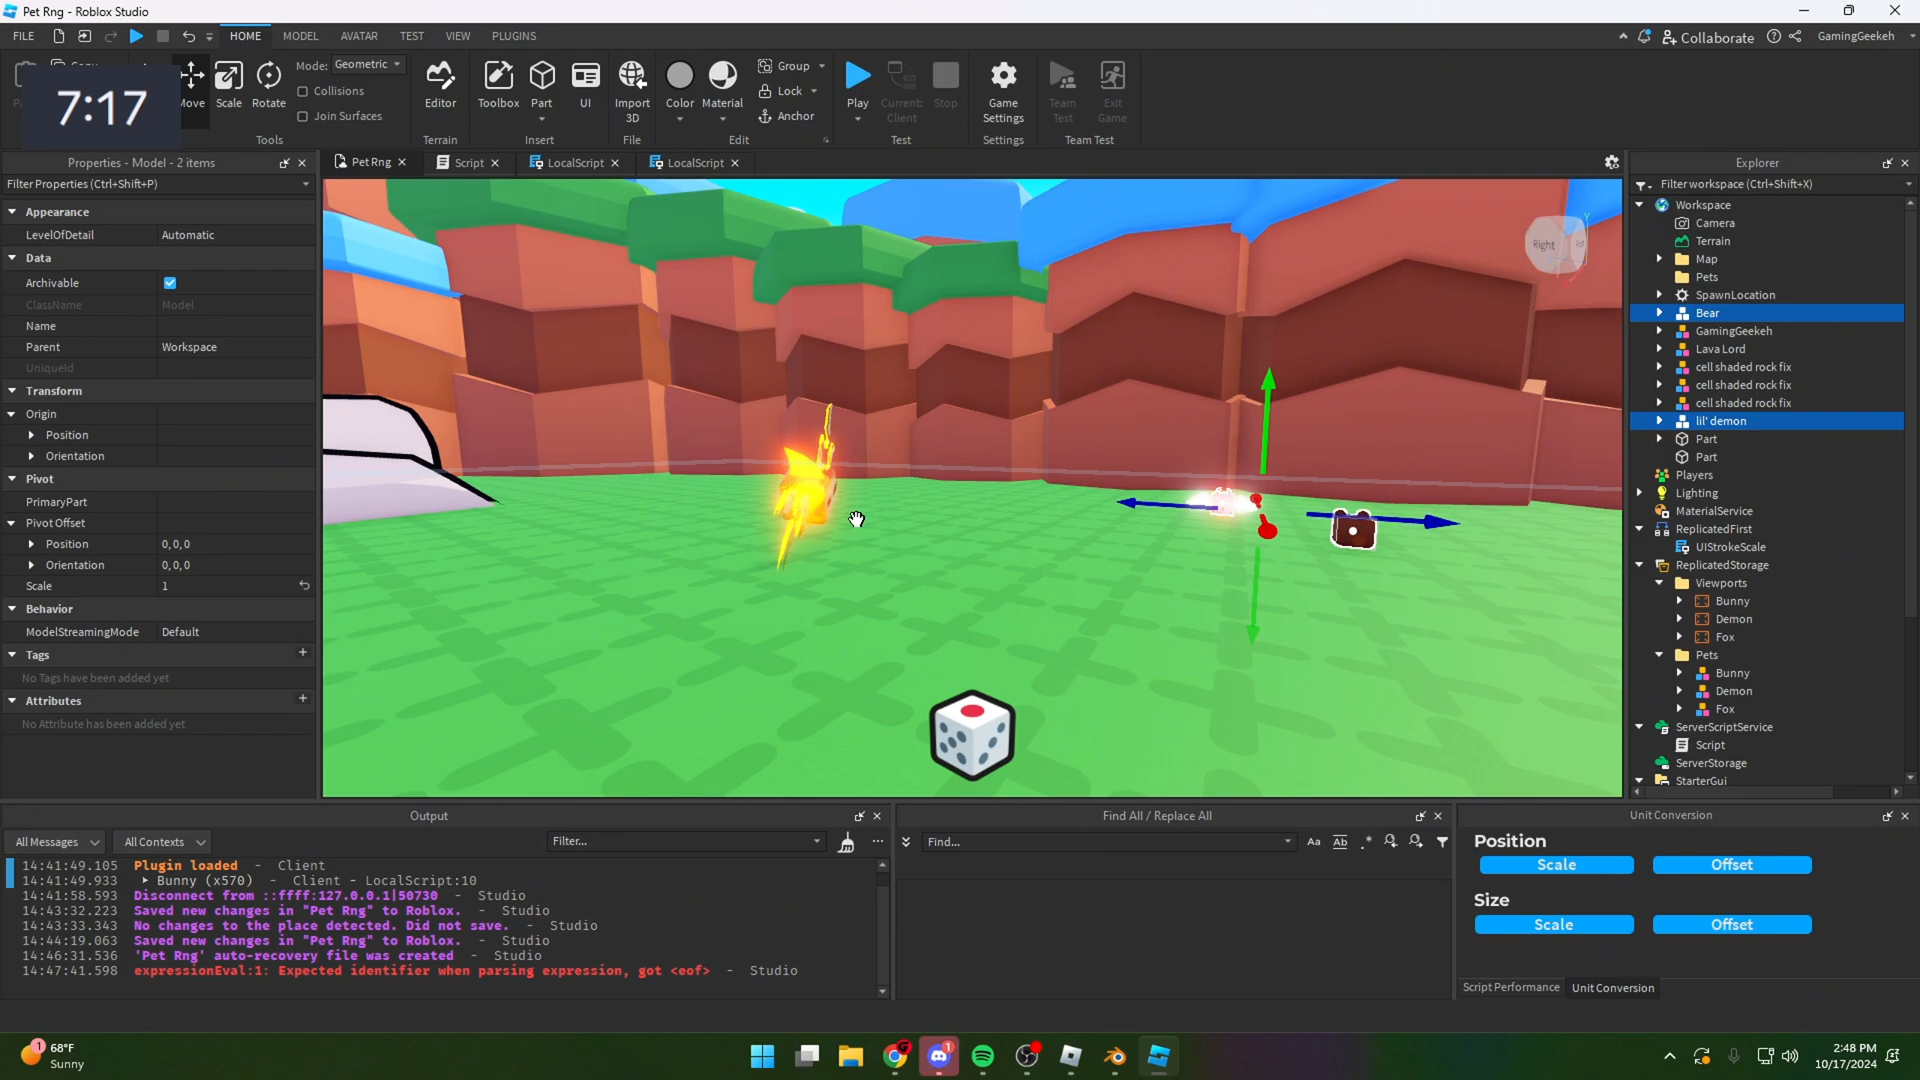 Pet Rng - Roblox Studio
FILE
HOME
MODEL
AVATAR
TEST
VIEW
PLUGINS
Collaborate
GamingGeekeh
7:17
Move
Scale
Rotate
Mode: Geometric
Collisions
Join Surfaces
Tools
Editor
Terrain
Toolbox
Part
UI
Insert
Import
3D
File
Color
Material
Group
Lock
Anchor
Edit
Play
Current:
Client
Stop
Test
Game
Settings
Settings
Team
Test
Exit
Game
Team Test
Properties - Model - 2 items
Filter Properties (Ctrl+Shift+P)
Appearance
LevelOfDetail Automatic
Data
Archivable
ClassName Model
Name
Parent Workspace
UniqueId
Transform
Origin
Position
Orientation
Pivot
PrimaryPart
Pivot Offset
Position 0,0,0
Orientation 0,0,0
Scale 1
Behavior
ModelStreamingMode Default
Tags
No Tags have been added yet
Attributes
No Attribute has been added yet
Pet Rng
Script
LocalScript
LocalScript
Right
Explorer
Filter workspace (Ctrl+Shift+X)
Workspace
Camera
Terrain
Map
Pets
SpawnLocation
Bear
GamingGeekeh
Lava Lord
cell shaded rock fix
cell shaded rock fix
cell shaded rock fix
lil' demon
Part
Part
Players
Lighting
MaterialService
ReplicatedFirst
UIStrokeScale
ReplicatedStorage
Viewports
Bunny
Demon
Fox
Pets
Bunny
Demon
Fox
ServerScriptService
Script
ServerStorage
StarterGui
Output
All Messages
All Contexts
Filter...
14:41:49.105 Plugin loaded - Client
14:41:49.933 Bunny (x570) - Client - LocalScript:10
14:41:58.593 Disconnect from ::ffff:127.0.0.1|50730 - Studio
14:43:32.223 Saved new changes in "Pet Rng" to Roblox. - Studio
14:43:33.343 No changes to the place detected. Did not save. - Studio
14:44:19.063 Saved new changes in "Pet Rng" to Roblox. - Studio
14:46:31.536 'Pet Rng' auto-recovery file was created - Studio
14:47:41.598 expressionEval:1: Expected identifier when parsing expression, got <eof> - Studio
Find All / Replace All
Find...
Aa
Ab
.*
Unit Conversion
Position
Scale
Offset
Size
Scale
Offset
Script Performance
Unit Conversion
1
68°F
Sunny
1
2:48 PM
10/17/2024